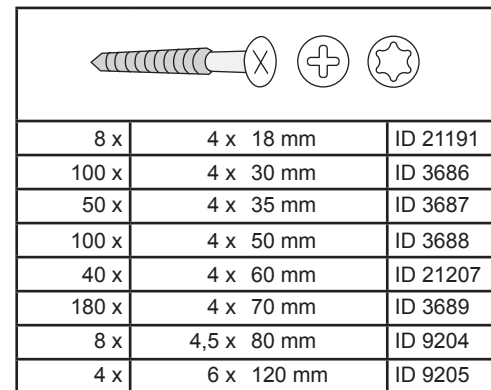 8 x 4 x 18 mm ID 21191
100 x 4 x 30 mm ID 3686
50 x 4 x 35 mm ID 3687
100 x 4 x 50 mm ID 3688
40 x 4 x 60 mm ID 21207
180 x 4 x 70 mm ID 3689
8 x 4,5 x 80 mm ID 9204
4 x 6 x 120 mm ID 9205